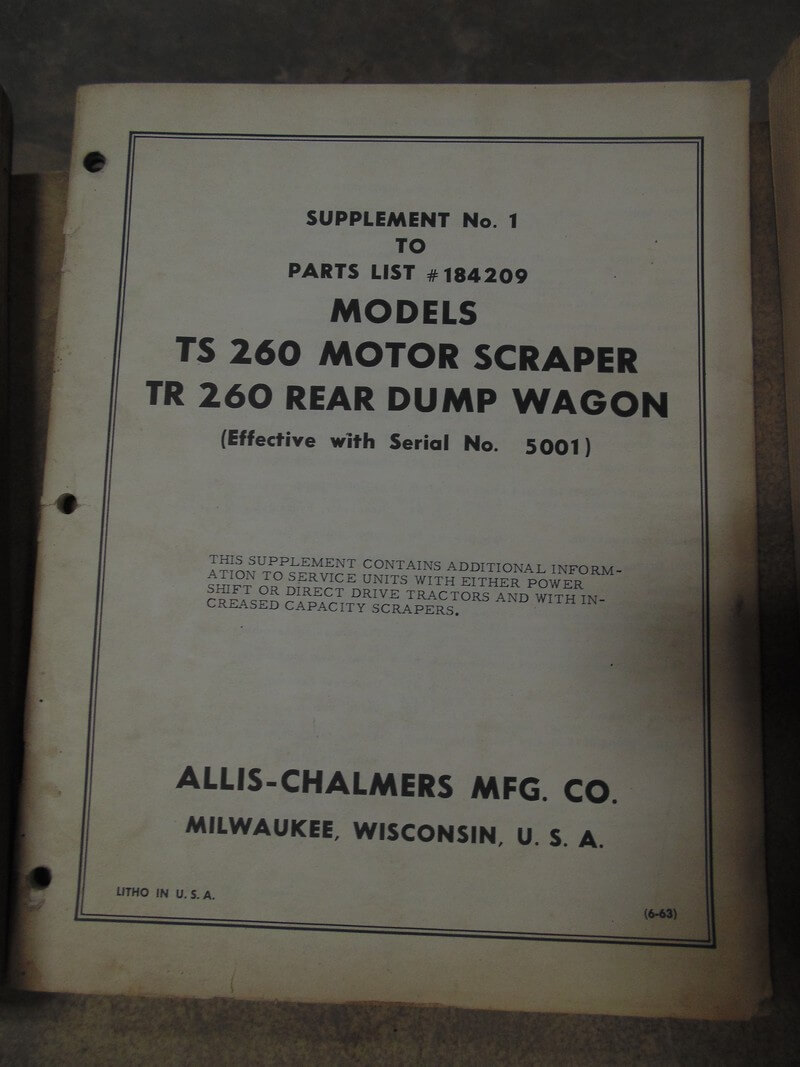 SUPPLEMENT No. 1
TO
PARTS LIST #184209
MODELS
TS 260 MOTOR SCRAPER
TR 260 REAR DUMP WAGON
(Effective with Serial No. 5001)
THIS SUPPLEMENT CONTAINS ADDITIONAL INFORM-
ATION TO SERVICE UNITS WITH EITHER POWER
SHIFT OR DIRECT DRIVE TRACTORS AND WITH IN-
CREASED CAPACITY SCRAPERS.
ALLIS-CHALMERS MFG. CO.
MILWAUKEE, WISCONSIN, U. S. A.
LITHO IN U. S. A.
(6-63)